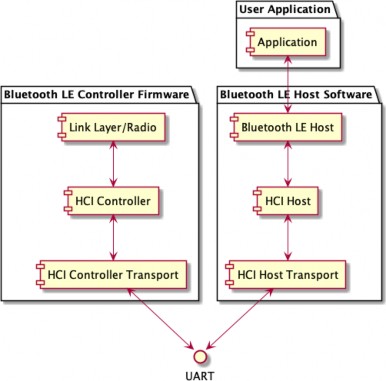 User Application
Application
Bluetooth LE Controller Firmware
Bluetooth LE Host Software
Link Layer/Radio
Bluetooth LE Host
HCI Controller
HCI Host
HCI Controller Transport
HCI Host Transport
UART